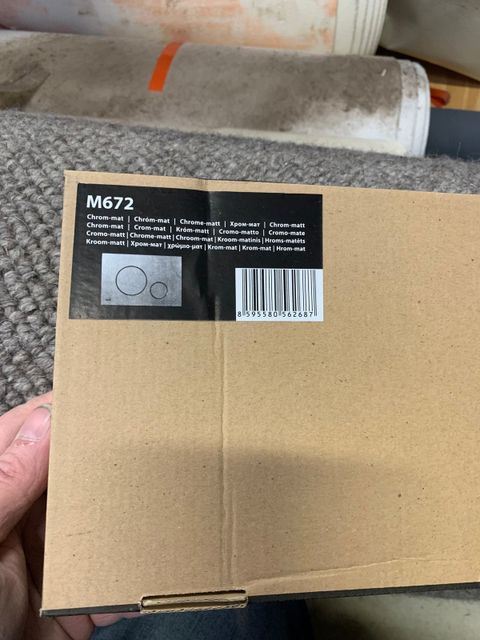 M672
Chrom-mat | Chróm-mat | Chrome-matt | Хром-мат | Chrom-matt
Chrom-mat | Crom-mat | Króm-matt | Cromo-matto | Cromo-mate
Cromo-matt | Chrome-matt | Chroom-mat | Kroom-matinis | Hroms-matēts
Kroom-matt | Хром-мат | χρώμιο-ματ | Krom-mat | Krom-mat | Hrom-mat
8 595580 562687